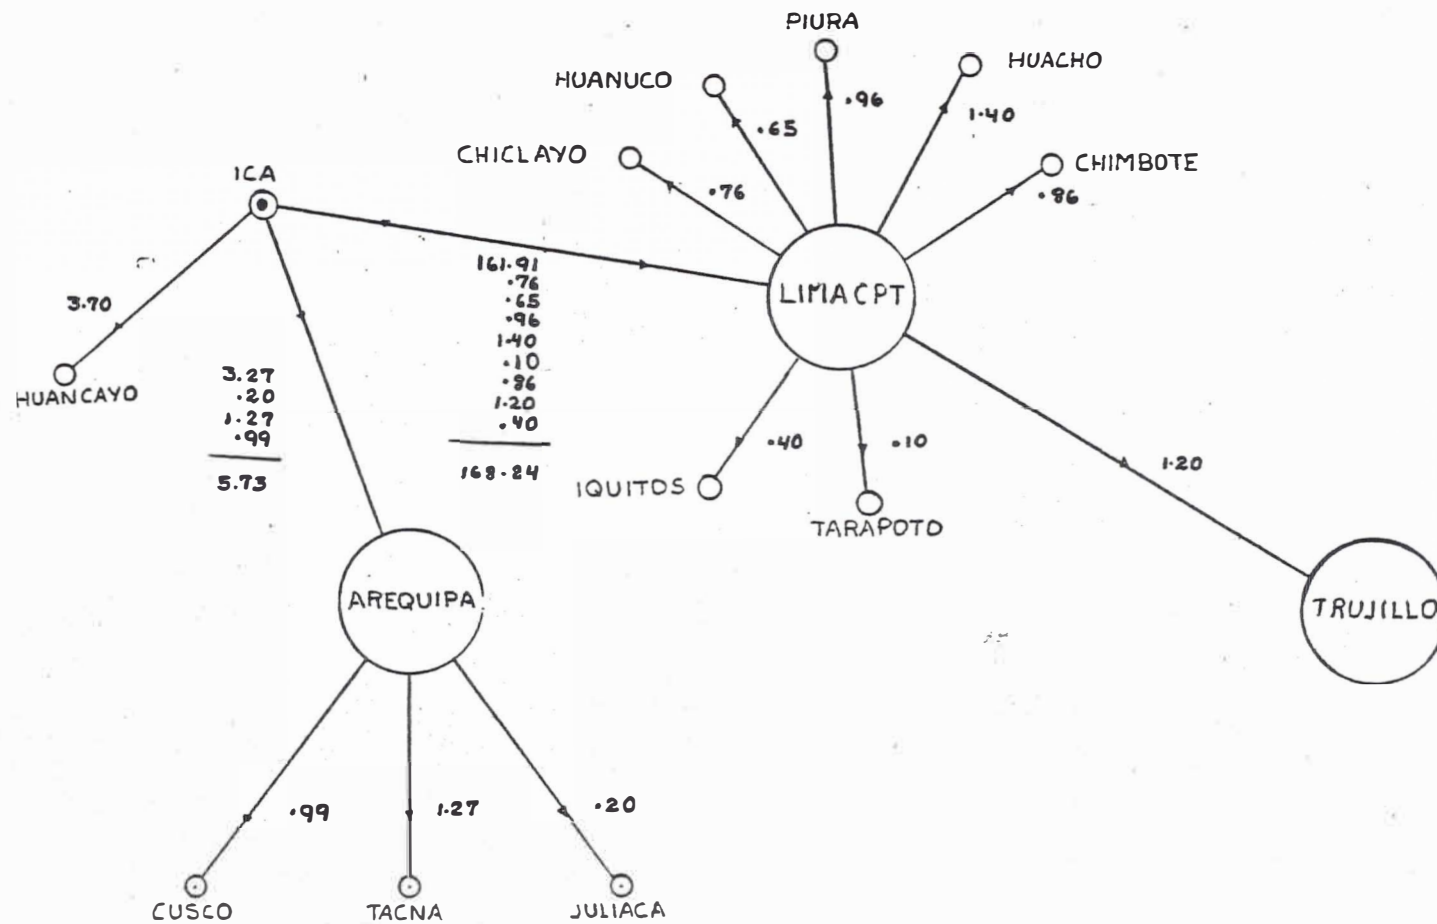 PIURA
HUANUCO
HUACHO
.96
.65
1.40
CHICLAYO
CHIMBOTE
ICA
.76
.86
161.91
.76
LIMA CPT
3.70
.65
.96
1.40
.10
HUANCAYO
3.27
.86
.20
1.20
1.27
.40
.99
.40
.10
1.20
5.73
168.24
IQUITOS
TARAPOTO
AREQUIPA
TRUJILLO
.99
1.27
.20
CUSCO
TACNA
JULIACA